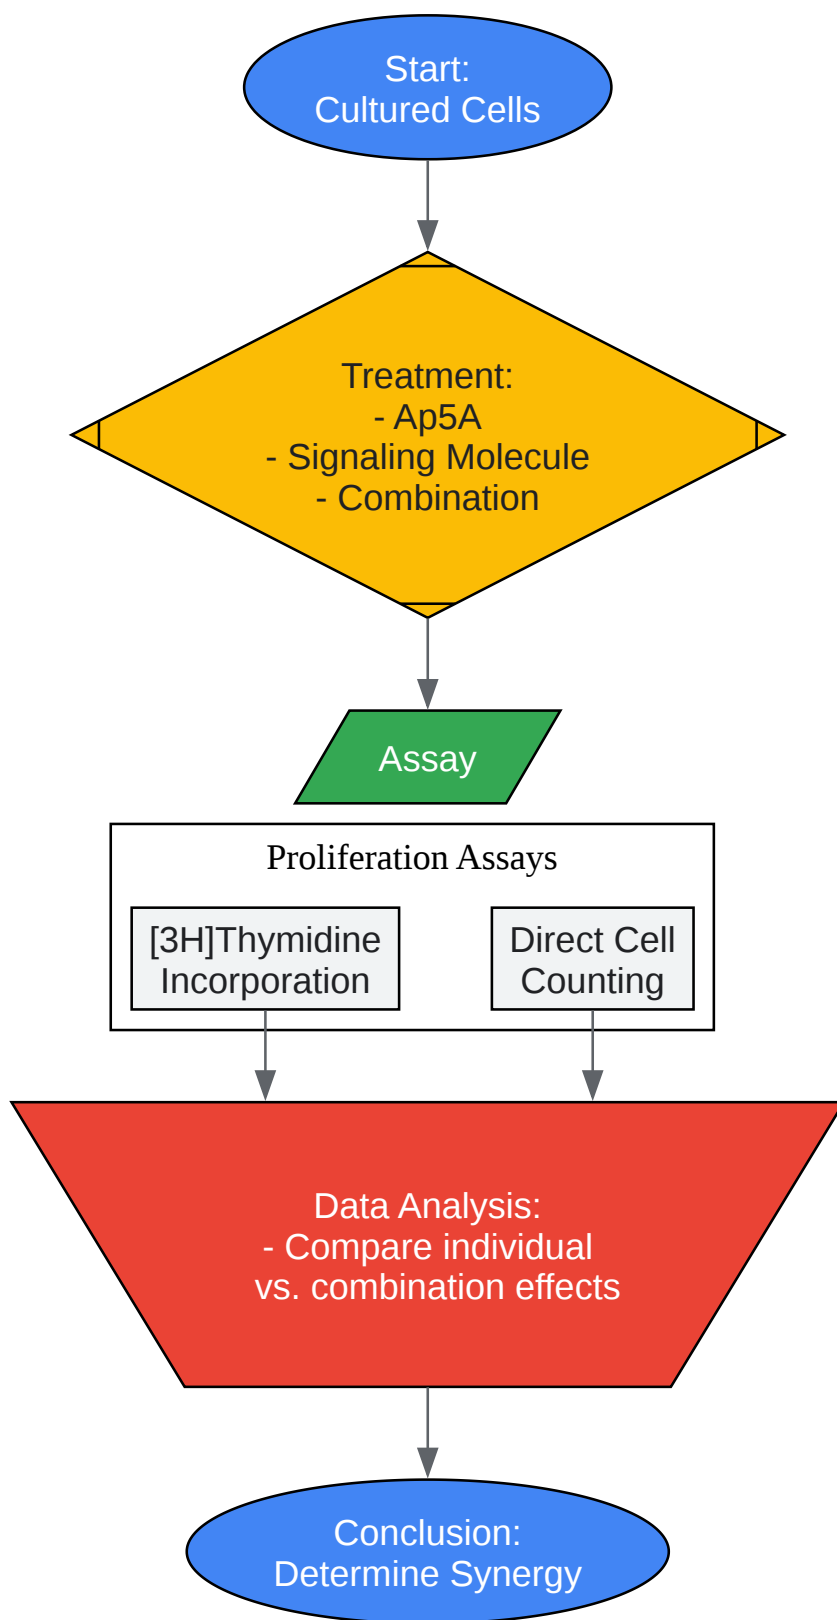 Start:
Cultured Cells
Treatment:
- Ap5A
- Signaling Molecule
- Combination
Assay
Proliferation Assays
[3H]Thymidine
Incorporation
Direct Cell
Counting
Data Analysis:
- Compare individual
vs. combination effects
Conclusion:
Determine Synergy